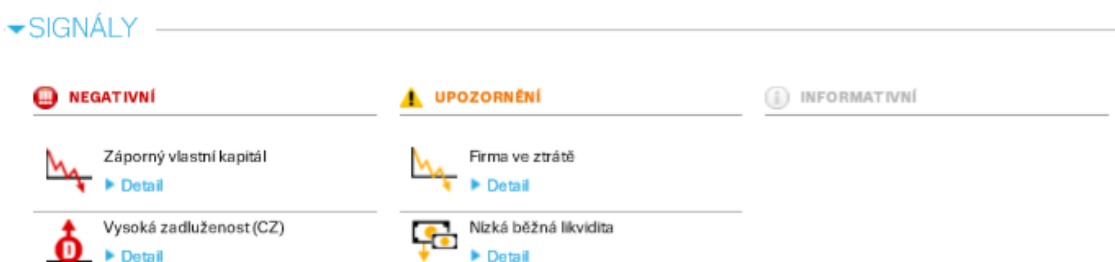 SIGNÁLY
NEGATIVNÍ
Záporný vlastní kapitál
Detail
Vysoká zadluženost (CZ)
Detail
UPOZORNĚNÍ
Firma ve ztrátě
Detail
Nízká běžná likvidita
Detail
INFORMATIVNÍ